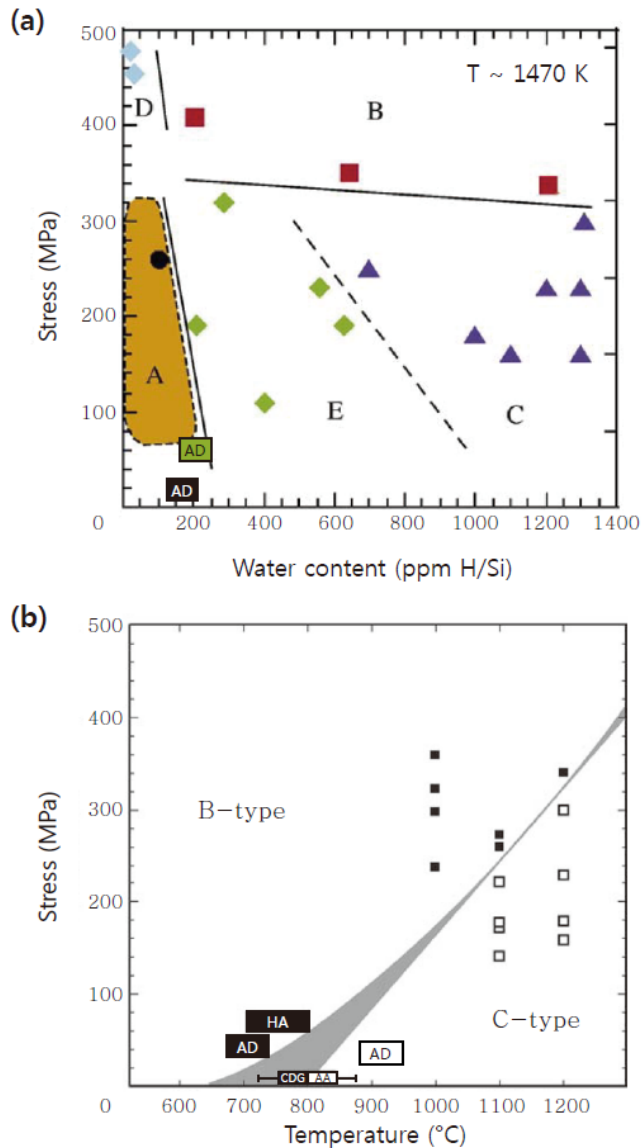 (a)
500
T ~ 1470 K
D
B
400
300
Stress (MPa)
200
A
E
C
100
AD
AD
0
200 400 600 800 1000 1200 1400
Water content (ppm H/Si)
(b)
500
400
B-type
300
Stress (MPa)
200
100
HA
C-type
AD
AD
CDG AA
0
600 700 800 900 1000 1100 1200
Temperature (°C)